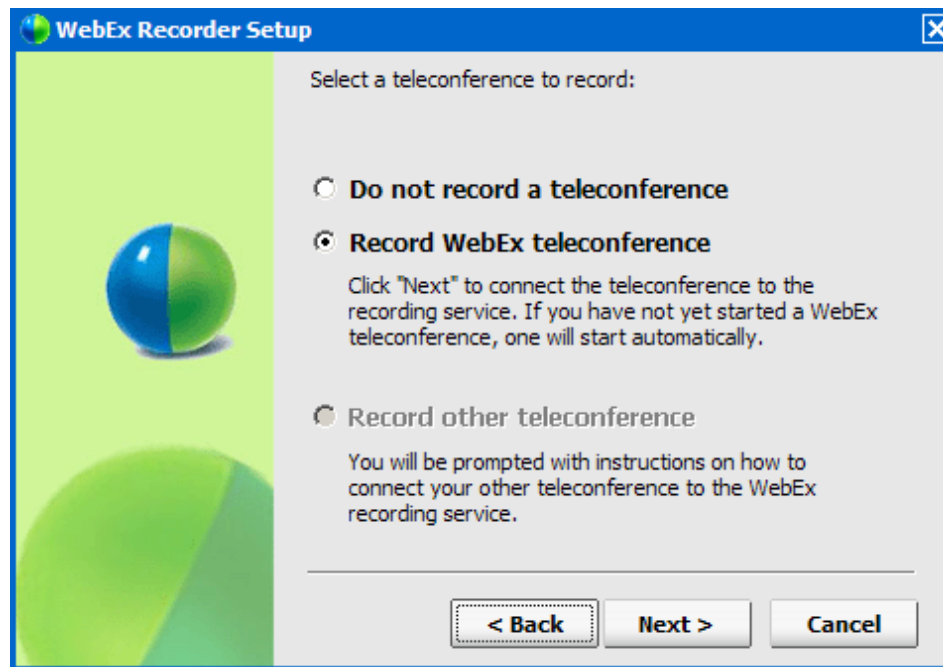 WebEx Recorder Setup
Select a teleconference to record:
Do not record a teleconference
Record WebEx teleconference
Click "Next" to connect the teleconference to the
recording service. If you have not yet started a WebEx
teleconference, one will start automatically.
Record other teleconference
You will be prompted with instructions on how to
connect your other teleconference to the WebEx
recording service.
< Back Next > Cancel